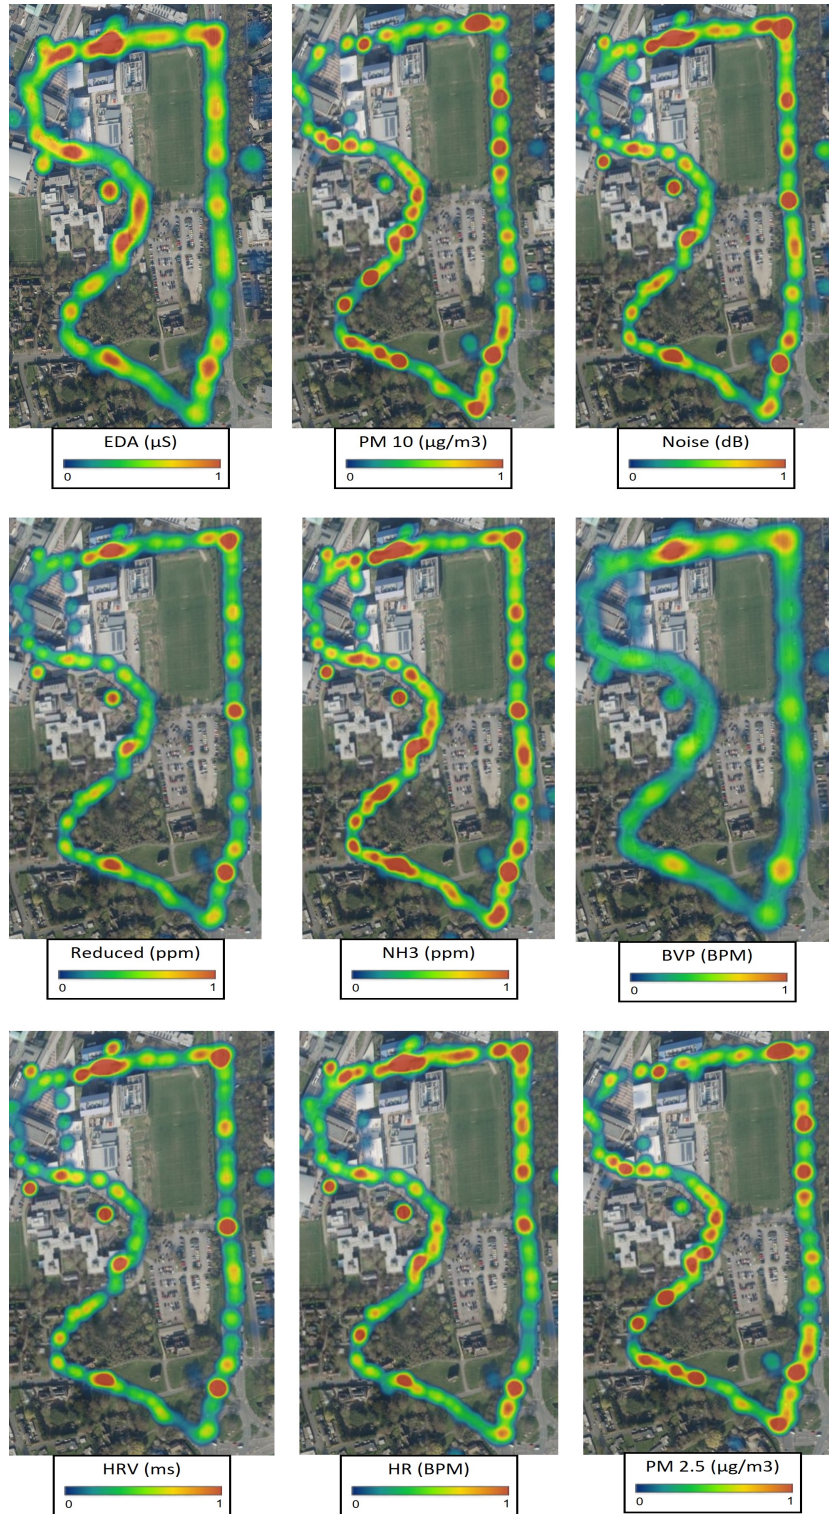 EDA (µS)
0 1
PM 10 (µg/m3)
0 1
Noise (dB)
0 1
Reduced (ppm)
0 1
NH3 (ppm)
0 1
BVP (BPM)
0 1
HRV (ms)
0 1
HR (BPM)
0 1
PM 2.5 (µg/m3)
0 1